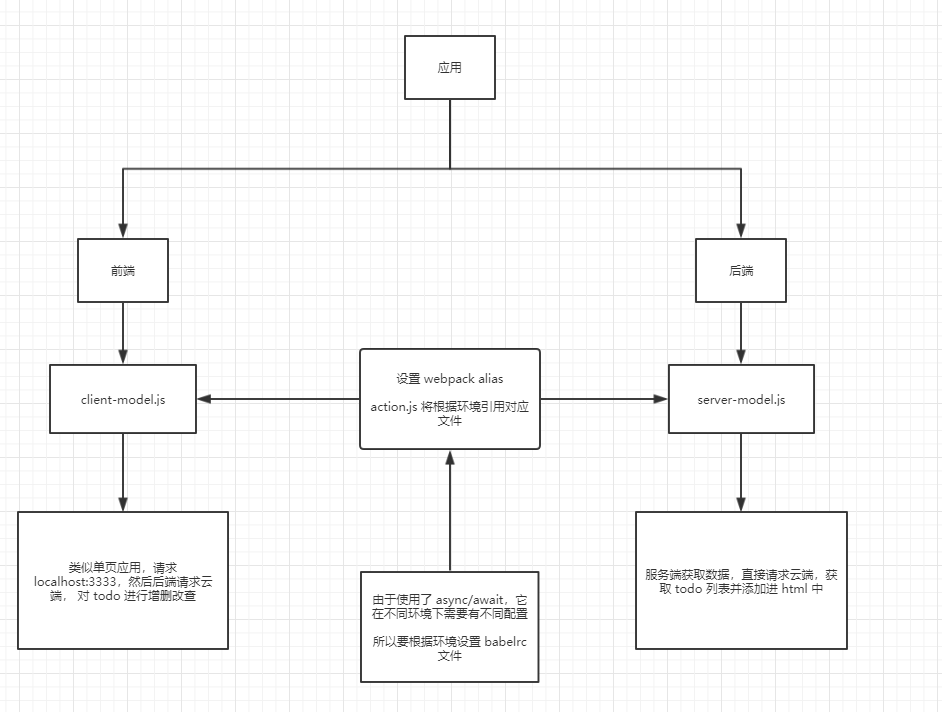 应用
前端
后端
client-model.js
设置 webpack alias
action.js 将根据环境引用对应
文件
server-model.js
类似单页应用，请求
localhost:3333，然后后端请求云
端， 对 todo 进行增删改查
由于使用了 async/await，它
在不同环境下需要有不同配置
所以要根据环境设置 babelrc
文件
服务端获取数据，直接请求云端，获
取 todo 列表并添加进 html 中